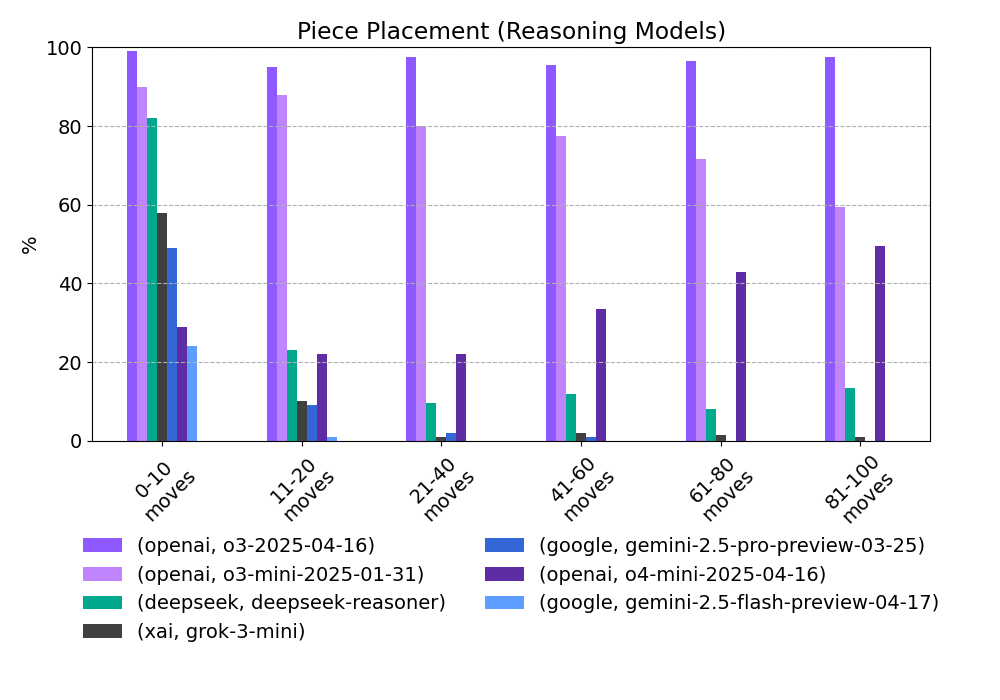 Piece Placement (Reasoning Models)
100
80
60
40
20
0
%
0-10
moves
11-20
moves
21-40
moves
41-60
moves
61-80
moves
81-100
moves
(openai, o3-2025-04-16)
(openai, o3-mini-2025-01-31)
(deepseek, deepseek-reasoner)
(xai, grok-3-mini)
(google, gemini-2.5-pro-preview-03-25)
(openai, o4-mini-2025-04-16)
(google, gemini-2.5-flash-preview-04-17)